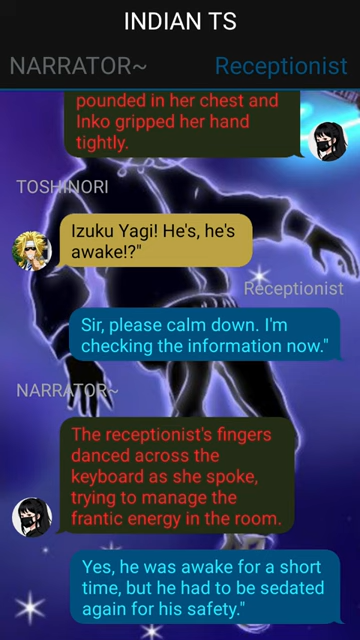 INDIAN TS
NARRATOR~ Receptionist
pounded in her chest and
Inko gripped her hand
tightly.
TOSHINORI
Izuku Yagi! He's, he's
awake!?"
Receptionist
Sir, please calm down. I'm
checking the information now."
NARRATOR~
The receptionist's fingers
danced across the
keyboard as she spoke,
trying to manage the
frantic energy in the room.
Yes, he was awake for a short
time, but he had to be sedated
again for his safety."